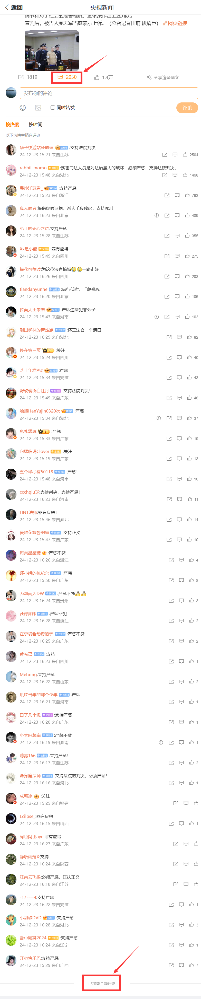 返回
央视新闻
情节和对于社会的危害程度，遂依法作出上述判决。
宣判后，被告人党志军当庭表示上诉。（总台记者田萌 段清臣） 网页链接
1819 2050 1.4万 分享这条博文
发布你的评论
同时转发 评论
按热度 按时间
以下为博主精选评论
华子快递站长助理 铁粉1 :支持法院判决
24-12-23 15:21 来自江苏 2504
rabbit-momo 金粉2 :残害司法人员是对法治最大的破坏，必须严惩，支持法院判决。
24-12-23 15:48 来自湖北 1468
爆炒洋葱卷_ 铁粉4 :支持严惩
24-12-23 15:23 来自浙江 793
真无面者:提供虚假证据，杀人手段残忍，支持死刑
24-12-23 16:23 来自北京 489
小丁的无心之诗:支持严惩
24-12-23 15:28 来自江苏 355
Xx是小熊 金粉4 :罪有应得
24-12-23 15:49 来自四川 275
探花可争渡:为这位法官惋惜😭😭一路走好
24-12-23 16:26 来自四川 208
tiandanyunhe 铁粉3 :品行低劣，手段残忍
24-12-23 16:20 来自北京 106
拉面大王来袭 铁粉1 :严惩违法犯罪分子
24-12-23 15:43 来自湖南 103
刚出柳林的青蛙崽 铁粉2 :还王法官一个清白
24-12-23 16:29 来自湖北 82
停在第三页 1 :关注
24-12-23 15:24 来自四川 40
芝士年糕鸡z 铁粉5 :严惩
24-12-23 15:34 来自安徽 43
野玫瑰绕白牡丹 钻粉1 :支持法院判决！
24-12-23 15:49 来自广东 46
婉拒HanYujin0320次 铁粉1 :严惩
24-12-23 15:34 来自湖北 37
免礼颂愿 1 :严惩
24-12-23 15:33 来自广东 19
向禄临玛Clover 金粉3 :关注
24-12-23 15:19 来自广东 13
五个半柠檬50118 铁粉3 :严惩！
24-12-23 15:48 来自河南 16
ccchqiu球:支持判决，支持严惩！
24-12-23 16:23 来自河南 11
HNT法师:罪有应得！
24-12-23 15:46 来自湖北 14
爱吃花椒酱的喵 铁粉4 :支持正义
24-12-23 15:47 来自广东 10
海棠星星糖 :严惩不贷
24-12-23 16:26 来自浙江 4
邱小姐的梳妆台 铁粉2 :严惩
24-12-23 15:50 来自广东 8
为邓而为DW 铁粉2 :严惩不贷
24-12-23 16:24 来自贵州 3
yl爱娜娜 铁粉1 :严惩罪犯
24-12-23 16:28 来自浙江 2
在梦境看动漫的铲 铁粉2 :严惩不贷
24-12-23 16:25 来自广东 2
蔡希语 铁粉4 :支持
24-12-23 16:23 来自四川 1
Mehring:支持严惩
24-12-23 16:22 来自山东 2
爪哇当年的那个少年 铁粉4 :严惩
24-12-23 16:21 来自河南 1
白了几个兔 钻粉2 :支持严惩
24-12-23 16:20 来自广东 1
小太阳频率 铁粉2 :严惩不贷
24-12-23 16:19 来自湖南 1
薄雾166 铁粉5 :支持严惩！
24-12-23 16:17 来自江苏 2
隐身魔法师 铁粉1 :支持法院的判决，必须严惩！
24-12-23 16:16 来自河北 1
成韩冰 :关注
24-12-23 15:25 来自福建
Ecilpse_:罪有应得
24-12-23 16:15 来自山西 1
阿也阿也aye:罪有应得
24-12-23 16:27 来自广东
静听雨落X:支持
24-12-23 16:24 来自陕西
江南云飞扬:必须严惩，匡扶正义
24-12-23 16:18 来自江苏
-17----4:支持严惩
24-12-23 16:22 来自安徽 1
小甜椒DVD 铁粉1 :支持严惩
24-12-23 16:28 来自湖北 3
雪中翩舞2024 金粉3 :支持严惩
24-12-23 16:24 来自辽宁 1
开心快乐巴:支持严惩
24-12-23 15:29 来自广西 7
已加载全部评论